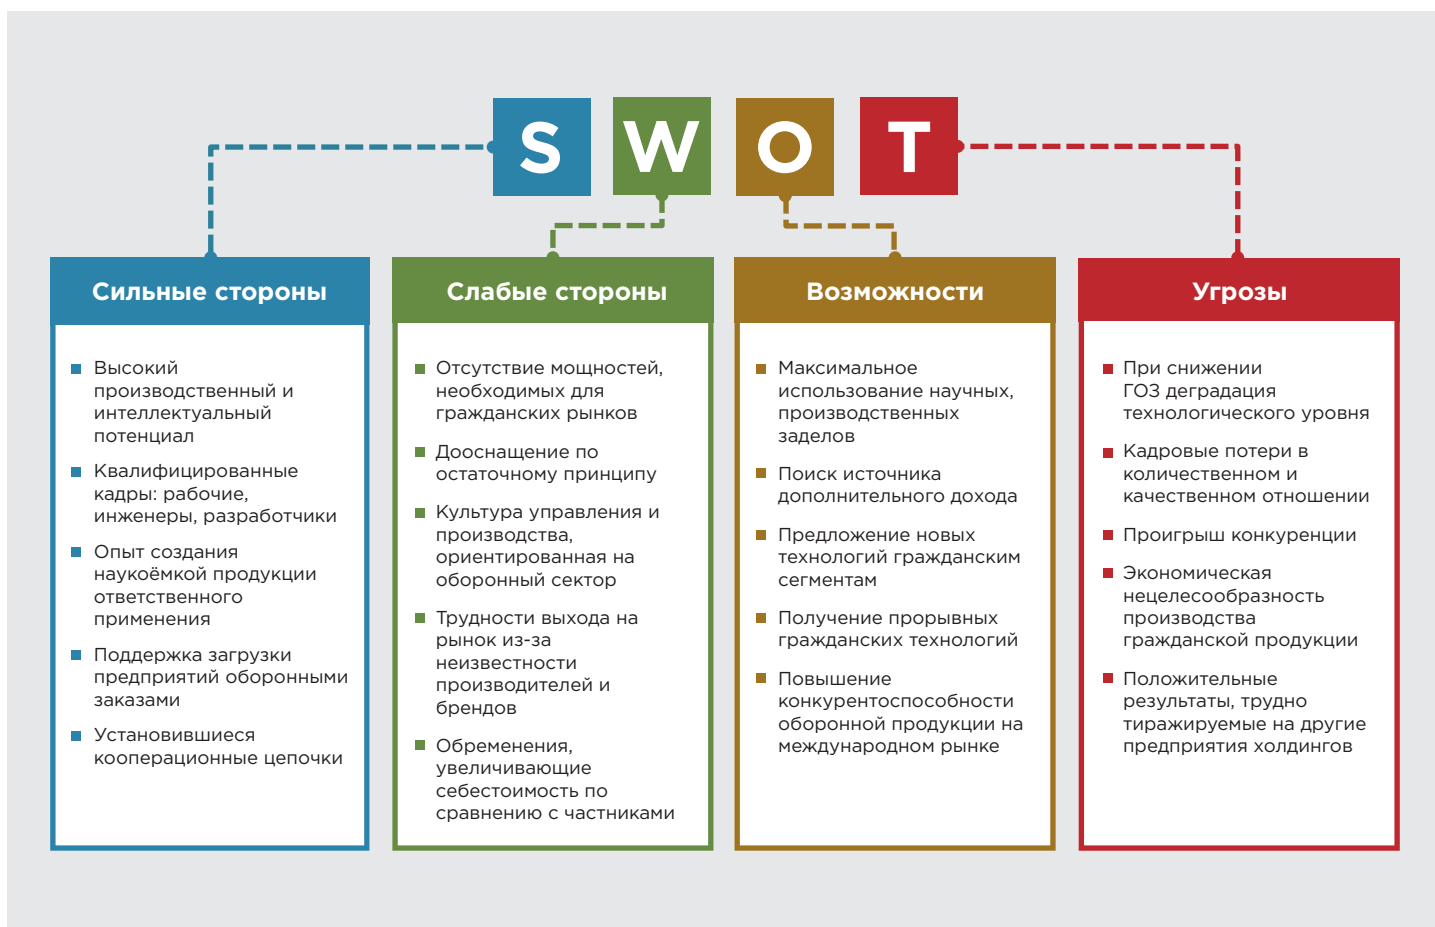 S W O T
Сильные стороны
Высокий
производственный и
интеллектуальный
потенциал
Квалифицированные
кадры: рабочие,
инженеры, разработчики
Опыт создания
наукоёмкой продукции
ответственного
применения
Поддержка загрузки
предприятий оборонными
заказами
Установившиеся
кооперационные цепочки
Слабые стороны
Отсутствие мощностей,
необходимых для
гражданских рынков
Дооснащение по
остаточному принципу
Культура управления и
производства,
ориентированная на
оборонный сектор
Трудности выхода на
рынок из-за
неизвестности
производителей и
брендов
Обременения,
увеличивающие
себестоимость по
сравнению с частниками
Возможности
Максимальное
использование научных,
производственных
заделов
Поиск источника
дополнительного дохода
Предложение новых
технологий гражданским
сегментам
Получение прорывных
гражданских технологий
Повышение
конкурентоспособности
оборонной продукции на
международном рынке
Угрозы
При снижении
ГОЗ деградация
технологического уровня
Кадровые потери в
количественном и
качественном отношении
Проигрыш конкуренции
Экономическая
нецелесообразность
производства
гражданской продукции
Положительные
результаты, трудно
тиражируемые на другие
предприятия холдингов